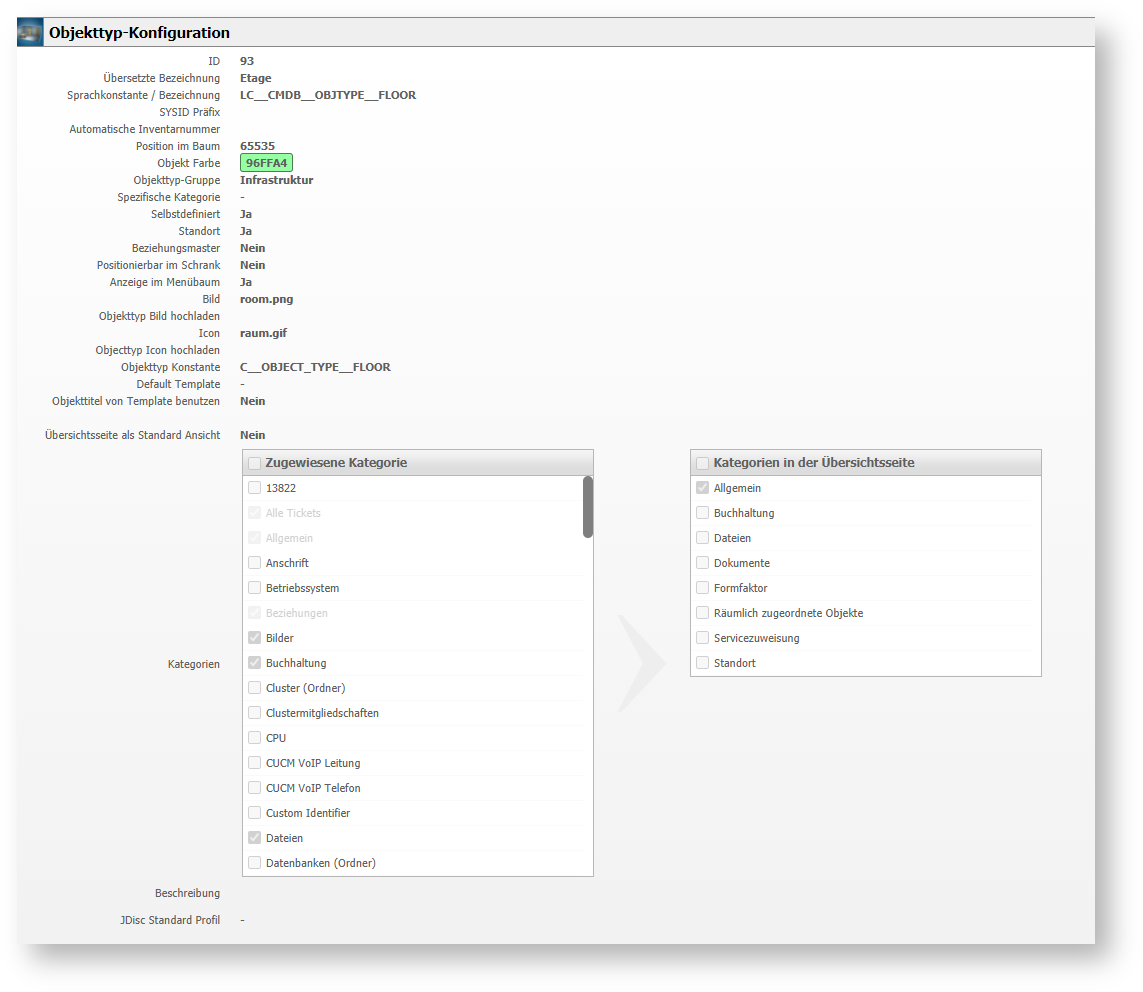 Objekttyp-Konfiguration
ID 93
Übersetzte Bezeichnung Etage
Sprachkonstante / Bezeichnung LC__CMDB__OBJTYPE__FLOOR
SYSID Präfix
Automatische Inventarnummer
Position im Baum 65535
Objekt Farbe 96FFA4
Objekttyp-Gruppe Infrastruktur
Spezifische Kategorie -
Selbstdefiniert Ja
Standort Ja
Beziehungsmaster Nein
Positionierbar im Schrank Nein
Anzeige im Menübaum Ja
Bild room.png
Objekttyp Bild hochladen
Icon raum.gif
Objecttyp Icon hochladen
Objekttyp Konstante C__OBJECT_TYPE__FLOOR
Default Template -
Objekttitel von Template benutzen Nein
Übersichtsseite als Standard Ansicht Nein
Kategorien
Zugewiesene Kategorie
13822
Alle Tickets
Allgemein
Anschrift
Betriebssystem
Beziehungen
Bilder
Buchhaltung
Cluster (Ordner)
Clustermitgliedschaften
CPU
CUCM VoIP Leitung
CUCM VoIP Telefon
Custom Identifier
Dateien
Datenbanken (Ordner)
Kategorien in der Übersichtsseite
Allgemein
Buchhaltung
Dateien
Dokumente
Formfaktor
Räumlich zugeordnete Objekte
Servicezuweisung
Standort
Beschreibung
JDisc Standard Profil -